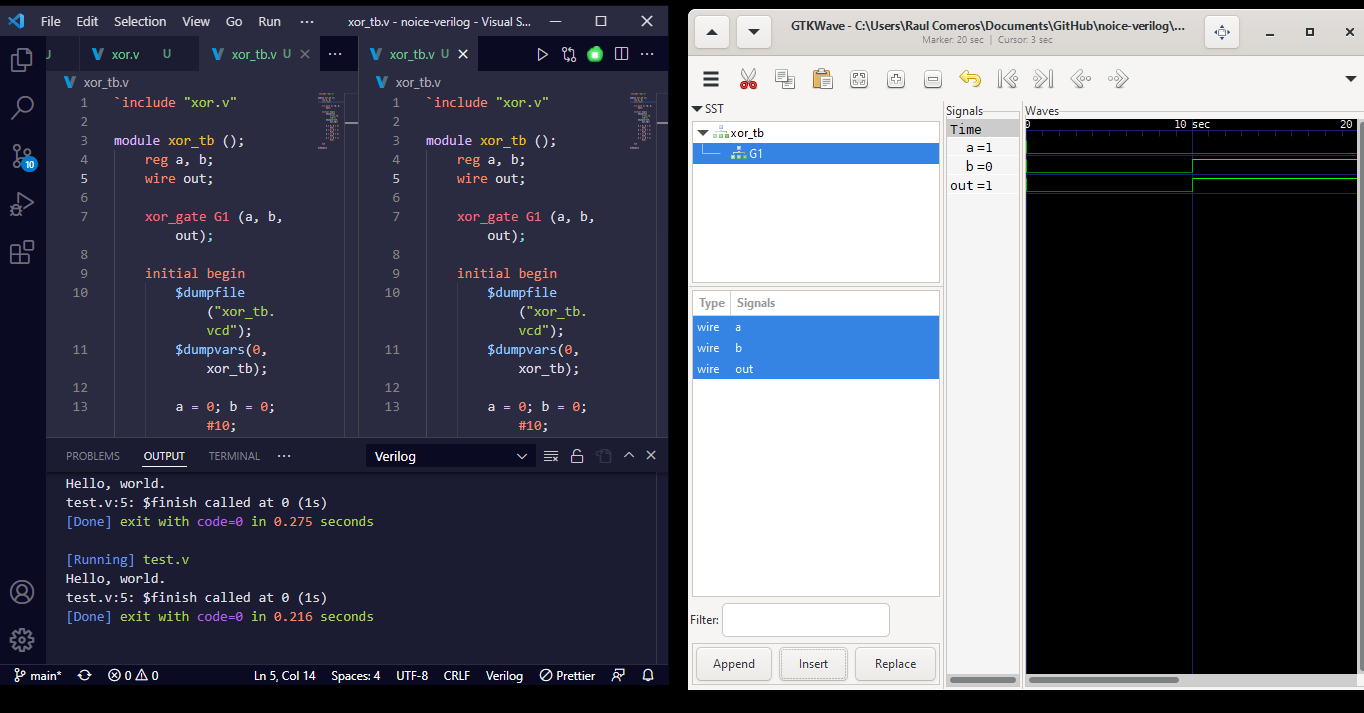 File Edit Selection View Go Run ··· xor_tb.v - noice-verilog - Visual S...
J xor.v U xor_tb.v U ···
xor_tb.v U ···
xor_tb.v
1 `include "xor.v"
2
3 module xor_tb ();
4 reg a, b;
5 wire out;
6
7 xor_gate G1 (a, b,
out);
8
9 initial begin
10 $dumpfile
("xor_tb.
vcd");
11 $dumpvars(0,
xor_tb);
12
13 a = 0; b = 0;
#10;
xor_tb.v
1 `include "xor.v"
2
3 module xor_tb ();
4 reg a, b;
5 wire out;
6
7 xor_gate G1 (a, b,
out);
8
9 initial begin
10 $dumpfile
("xor_tb.
vcd");
11 $dumpvars(0,
xor_tb);
12
13 a = 0; b = 0;
#10;
PROBLEMS OUTPUT TERMINAL ··· Verilog
Hello, world.
test.v:5: $finish called at 0 (1s)
[Done] exit with code=0 in 0.275 seconds
[Running] test.v
Hello, world.
test.v:5: $finish called at 0 (1s)
[Done] exit with code=0 in 0.216 seconds
10
main* 0 0 Ln 5, Col 14 Spaces: 4 UTF-8 CRLF Verilog Prettier
GTKWave - C:\Users\Raul Comeros\Documents\GitHub\noice-verilog\...
Marker: 20 sec | Cursor: 3 sec
SST
xor_tb
G1
Type Signals
wire a
wire b
wire out
Filter:
Append Insert Replace
Signals
Time
a=1
b=0
out=1
Waves
0 10 sec 20